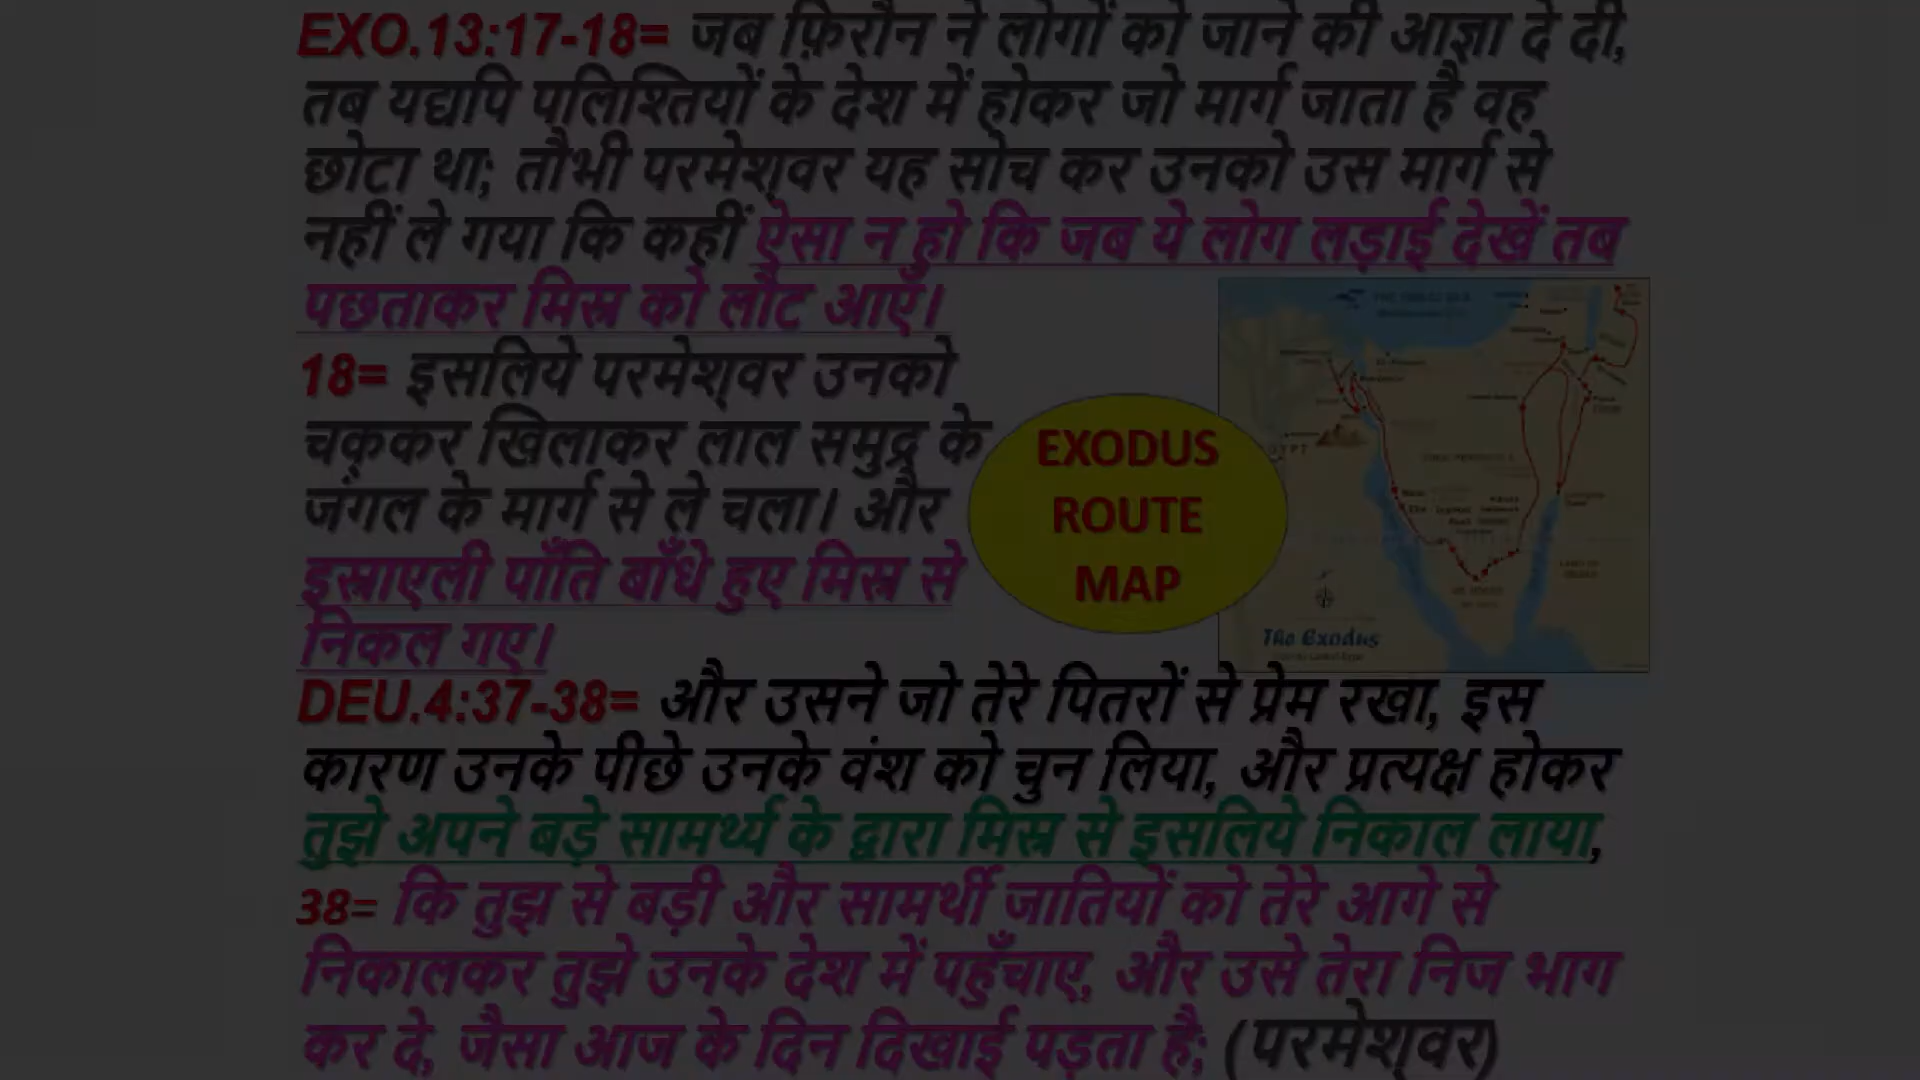 EXO.13:17-18= जब फ़िरौन ने लोगों को जाने की आज्ञा दे दी,
तब यद्यपि पलिश्तियों के देश में होकर जो मार्ग जाता है वह
छोटा था; तौभी परमेश्वर यह सोच कर उनको उस मार्ग से
नहीं ले गया कि कहीं ऐसा न हो कि जब ये लोग लड़ाई देखें तब
पछताकर मिस्र को लौट आएँ।
18= इसलिये परमेश्वर उनको
चक्कर खिलाकर लाल समुद्र के
जंगल के मार्ग से ले चला। और
इस्राएली पाँति बाँधे हुए मिस्र से
निकल गए।
EXODUS
ROUTE
MAP
The Exodus
DEU.4:37-38= और उसने जो तेरे पितरों से प्रेम रखा, इस
कारण उनके पीछे उनके वंश को चुन लिया, और प्रत्यक्ष होकर
तुझे अपने बड़े सामर्थ्य के द्वारा मिस्र से इसलिये निकाल लाया,
38= कि तुझ से बड़ी और सामर्थी जातियों को तेरे आगे से
निकालकर तुझे उनके देश में पहुँचाए, और उसे तेरा निज भाग
कर दे, जैसा आज के दिन दिखाई पड़ता है; (परमेश्वर)